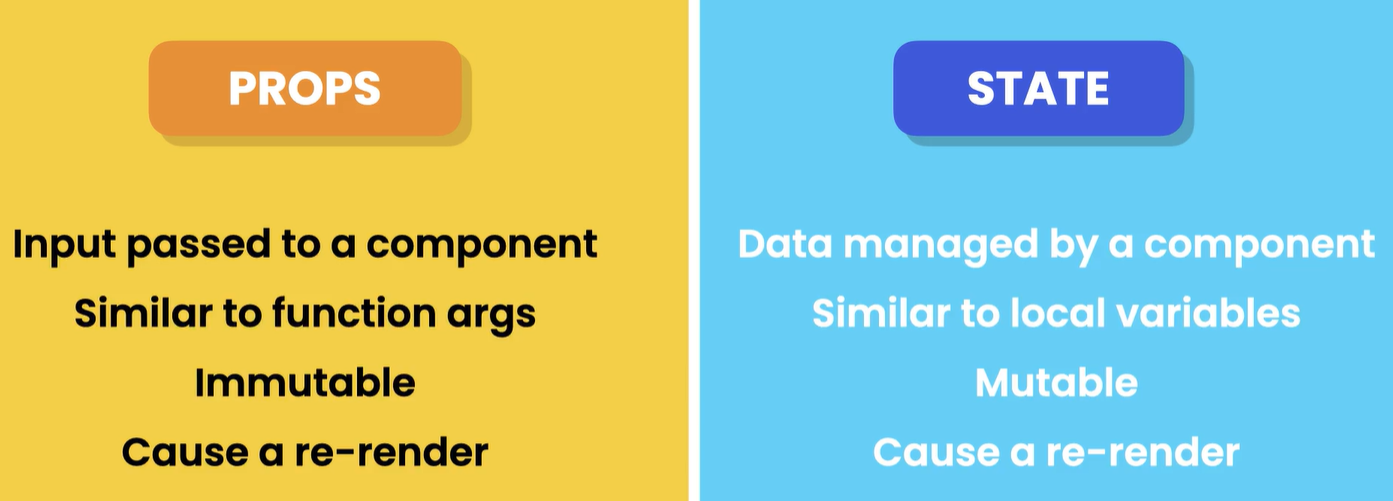 PROPS
Input passed to a component
Similar to function args
Immutable
Cause a re-render
STATE
Data managed by a component
Similar to local variables
Mutable
Cause a re-render